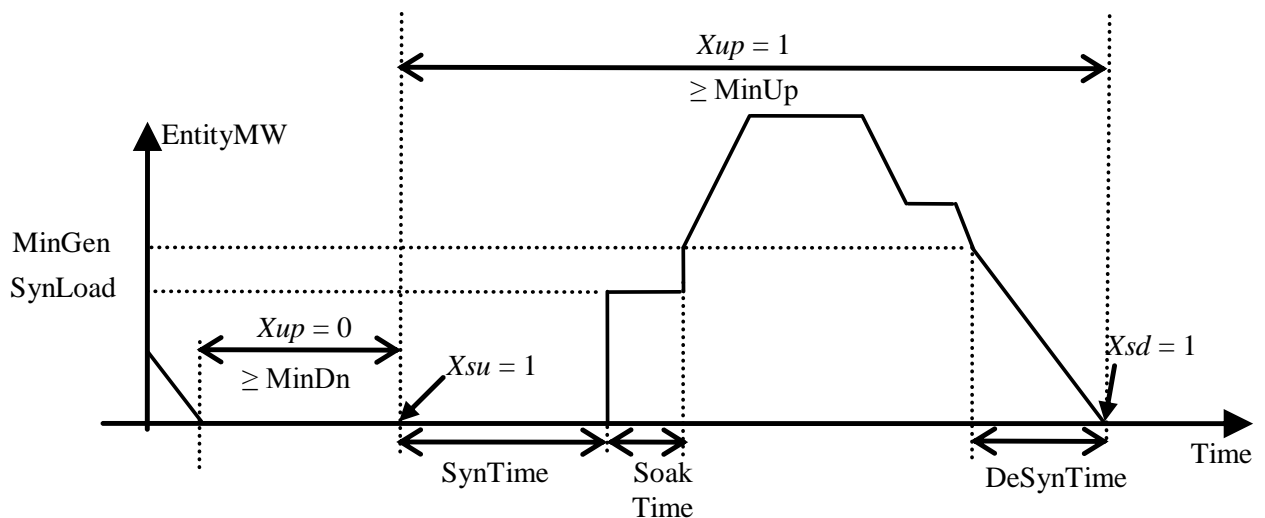 Xup = 1
≥ MinUp
EntityMW
MinGen
SynLoad
Xup = 0
≥ MinDn
Xsu = 1
Xsd = 1
SynTime
Soak
Time
DeSynTime
Time